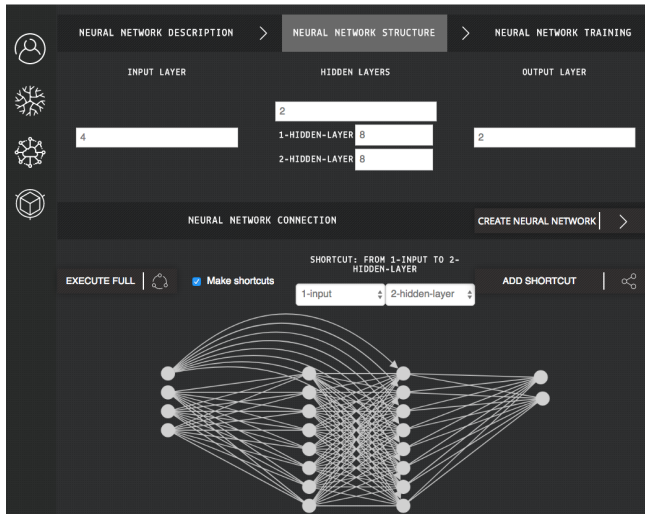 NEURAL NETWORK DESCRIPTION
NEURAL NETWORK STRUCTURE
NEURAL NETWORK TRAINING
INPUT LAYER
HIDDEN LAYERS
OUTPUT LAYER
2
4
1-HIDDEN-LAYER 8
2
2-HIDDEN-LAYER 8
NEURAL NETWORK CONNECTION
CREATE NEURAL NETWORK
SHORTCUT: FROM 1-INPUT TO 2-
HIDDEN-LAYER
EXECUTE FULL
Make shortcuts
ADD SHORTCUT
1-input
2-hidden-layer